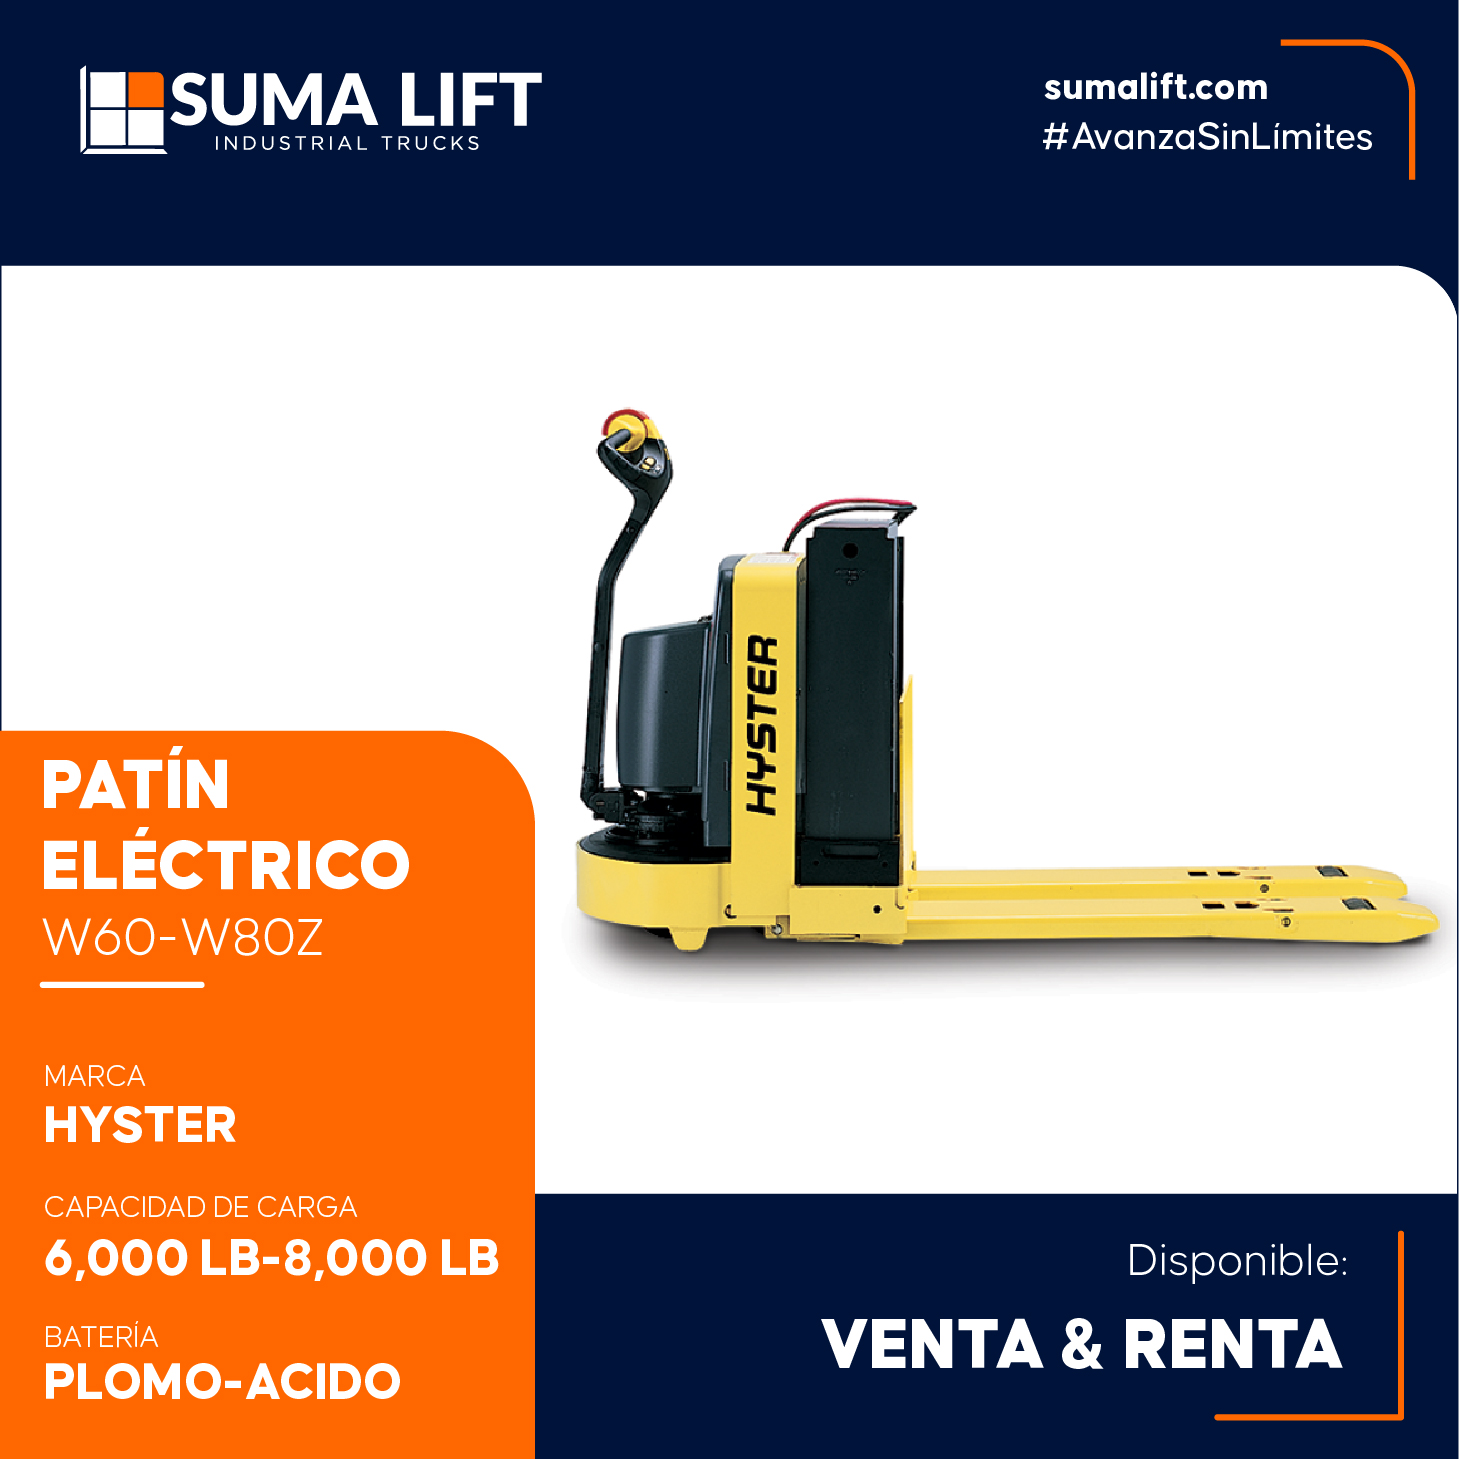 SUMA LIFT
INDUSTRIAL TRUCKS
sumalift.com
#AvanzaSinLímites
HYSTER
PATÍN
ELÉCTRICO
W60-W80Z
MARCA
HYSTER
CAPACIDAD DE CARGA
6,000 LB-8,000 LB
BATERÍA
PLOMO-ACIDO
Disponible:
VENTA & RENTA